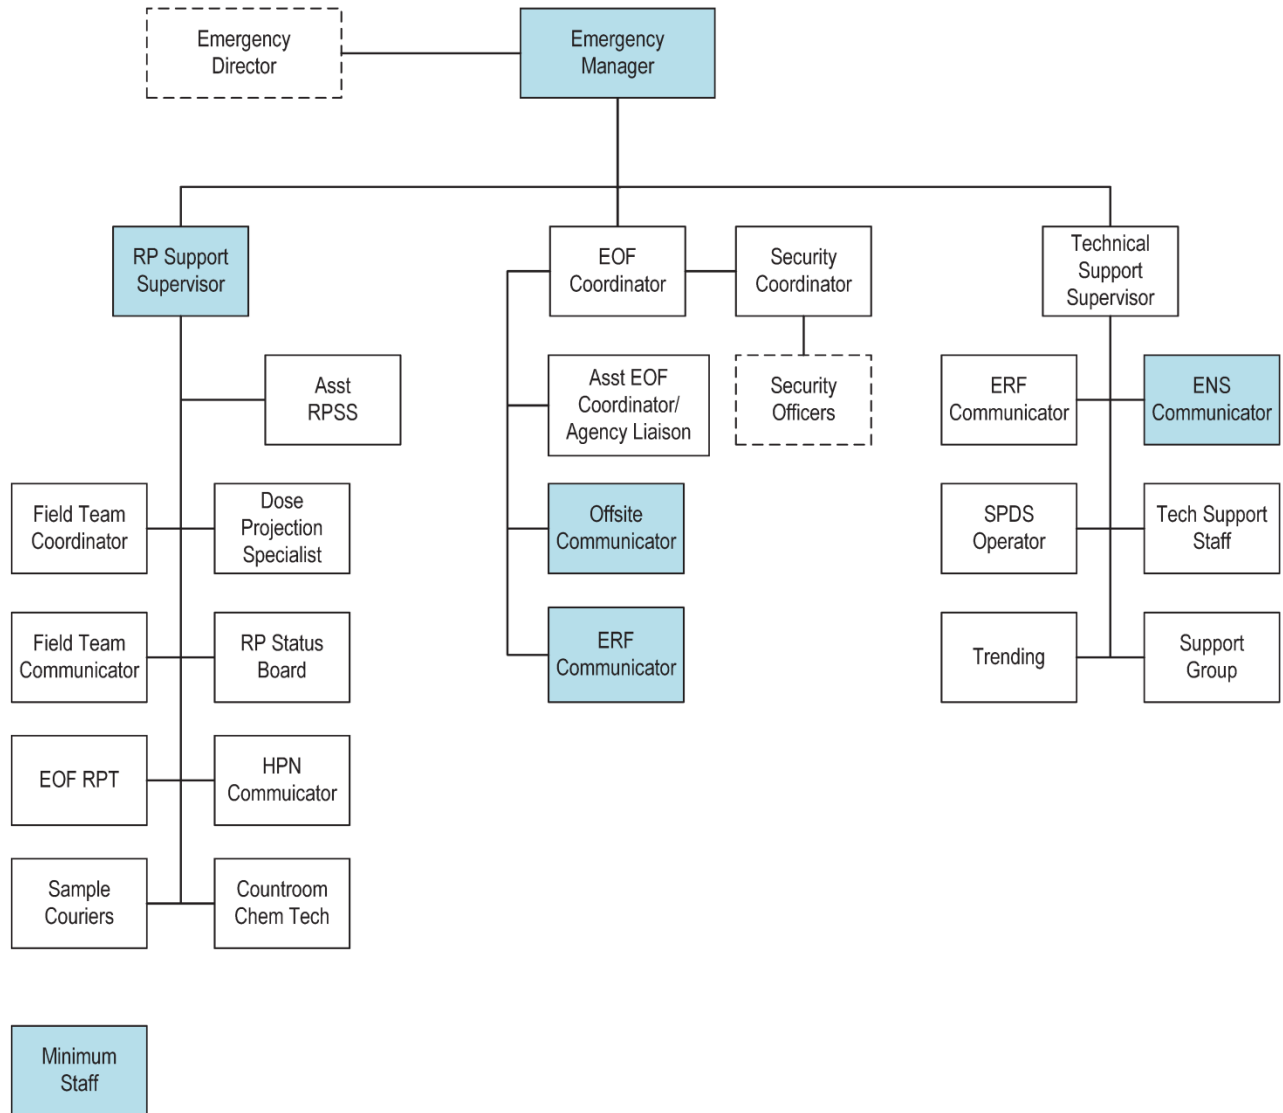 Emergency
Director
Emergency
Manager
RP Support
Supervisor
EOF
Coordinator
Security
Coordinator
Technical
Support
Supervisor
Asst
RPSS
Asst EOF
Coordinator/
Agency Liaison
Security
Officers
ERF
Communicator
ENS
Communicator
Field Team
Coordinator
Dose
Projection
Specialist
Offsite
Communicator
SPDS
Operator
Tech Support
Staff
Field Team
Communicator
RP Status
Board
ERF
Communicator
Trending
Support
Group
EOF RPT
HPN
Commuicator
Sample
Couriers
Countroom
Chem Tech
Minimum
Staff